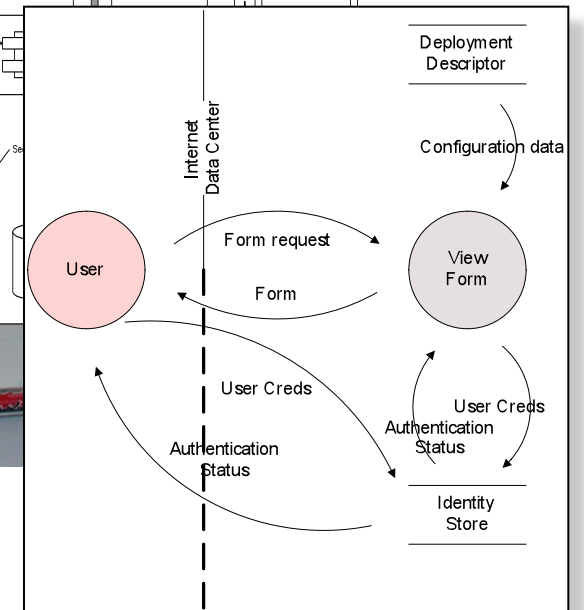 Deployment
Descriptor
Internet
Data Center
Configuration data
Form request
User
View
Form
Form
User Creds
User Creds
Authentication
Status
Authentication
Status
Identity
Store